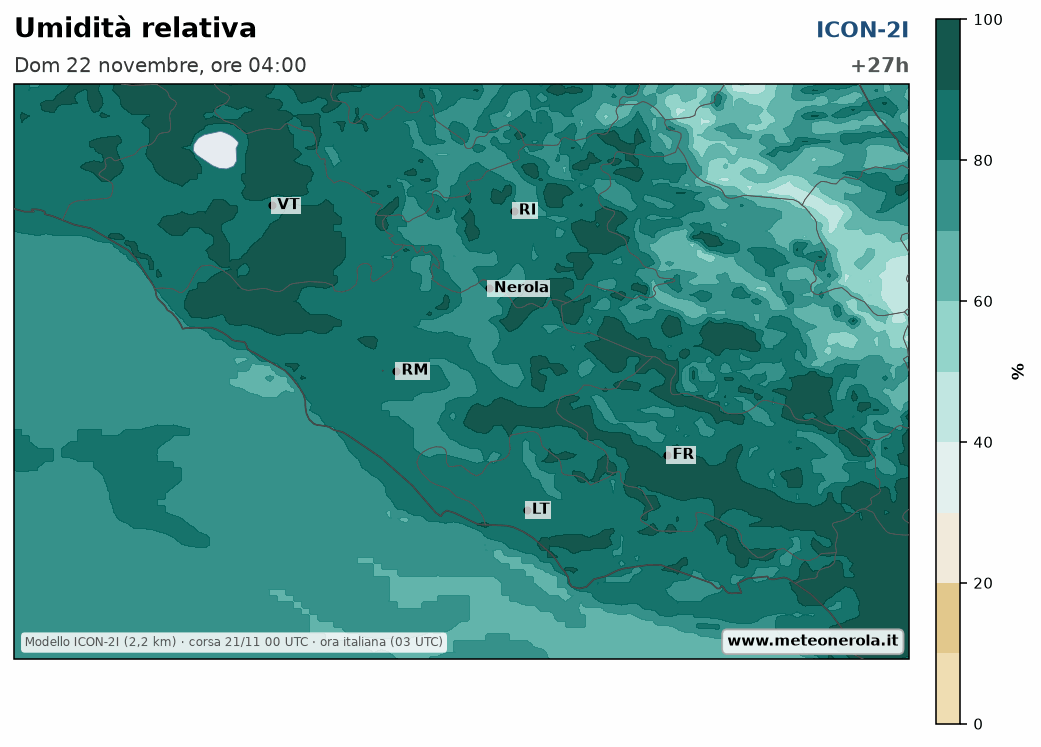 Umidità relativa
ICON-2I
Dom 22 novembre, ore 04:00
+27h
100
80
60
40
20
0
%
VT
RI
Nerola
RM
FR
LT
Modello ICON-2I (2,2 km) · corsa 21/11 00 UTC · ora italiana (03 UTC)
www.meteonerola.it